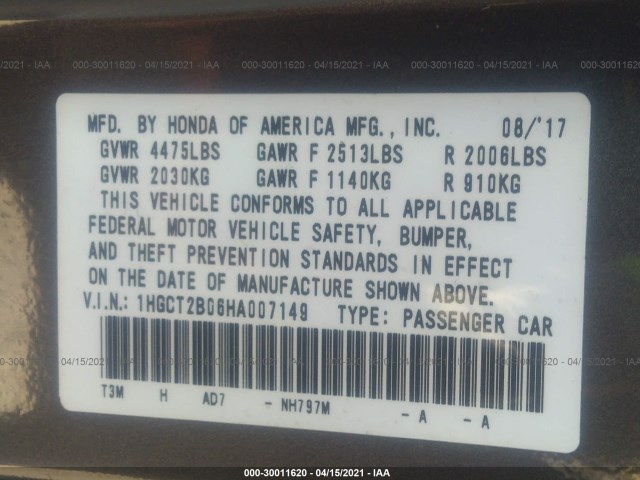 000-30011620 - 04/15/2021 - IAA
MFD. BY HONDA OF AMERICA MFG., INC. 08/'17
GVWR 4475LBS GAWR F 2513LBS R 2006LBS
GVWR 2030KG GAWR F 1140KG R 910KG
THIS VEHICLE CONFORMS TO ALL APPLICABLE
FEDERAL MOTOR VEHICLE SAFETY, BUMPER,
AND THEFT PREVENTION STANDARDS IN EFFECT
ON THE DATE OF MANUFACTURE SHOWN ABOVE.
V.I.N.: 1HGCT2B06HA007149 TYPE: PASSENGER CAR
T3M H AD7 - NH797M - A - A
000-30011620 - 04/15/2021 - IAA